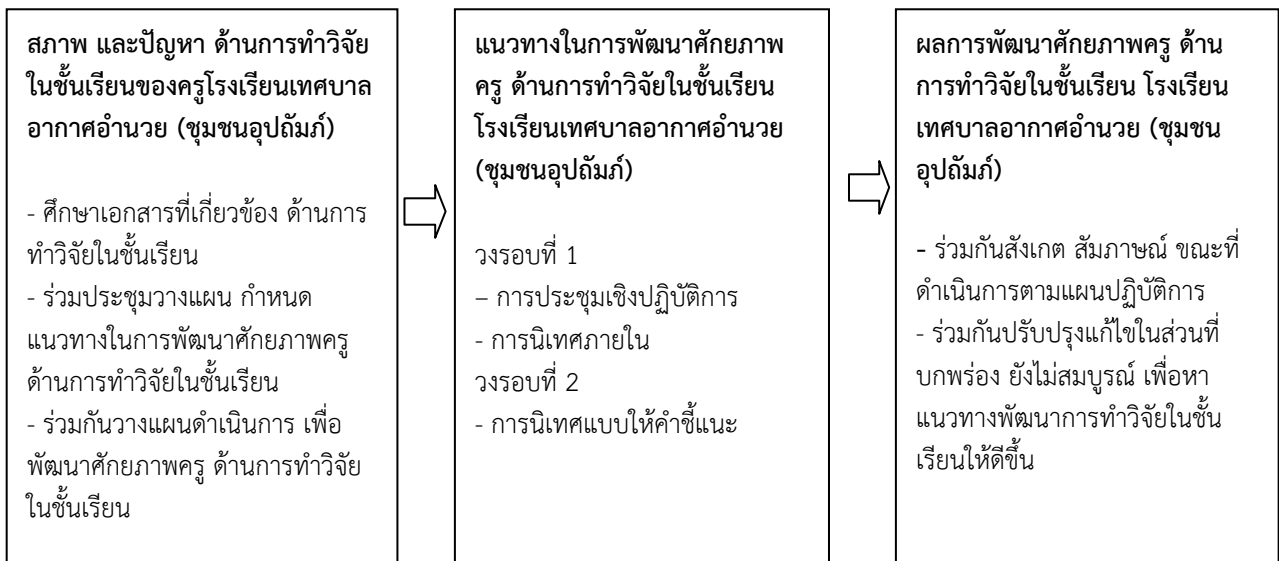 สภาพ และปัญหา ด้านการทำวิจัย
ในชั้นเรียนของครูโรงเรียนเทศบาล
อากาศอำนวย (ชุมชนอุปถัมภ์)
- ศึกษาเอกสารที่เกี่ยวข้อง ด้านการ
ทำวิจัยในชั้นเรียน
- ร่วมประชุมวางแผน กำหนด
แนวทางในการพัฒนาศักยภาพครู
ด้านการทำวิจัยในชั้นเรียน
- ร่วมกันวางแผนดำเนินการ เพื่อ
พัฒนาศักยภาพครู ด้านการทำวิจัย
ในชั้นเรียน
แนวทางในการพัฒนาศักยภาพ
ครู ด้านการทำวิจัยในชั้นเรียน
โรงเรียนเทศบาลอากาศอำนวย
(ชุมชนอุปถัมภ์)
วงรอบที่ 1
– การประชุมเชิงปฏิบัติการ
- การนิเทศภายใน
วงรอบที่ 2
- การนิเทศแบบให้คำชี้แนะ
ผลการพัฒนาศักยภาพครู ด้าน
การทำวิจัยในชั้นเรียน โรงเรียน
เทศบาลอากาศอำนวย (ชุมชน
อุปถัมภ์)
- ร่วมกันสังเกต สัมภาษณ์ ขณะที่
ดำเนินการตามแผนปฏิบัติการ
- ร่วมกันปรับปรุงแก้ไขในส่วนที่
บกพร่อง ยังไม่สมบูรณ์ เพื่อหา
แนวทางพัฒนาการทำวิจัยในชั้น
เรียนให้ดีขึ้น